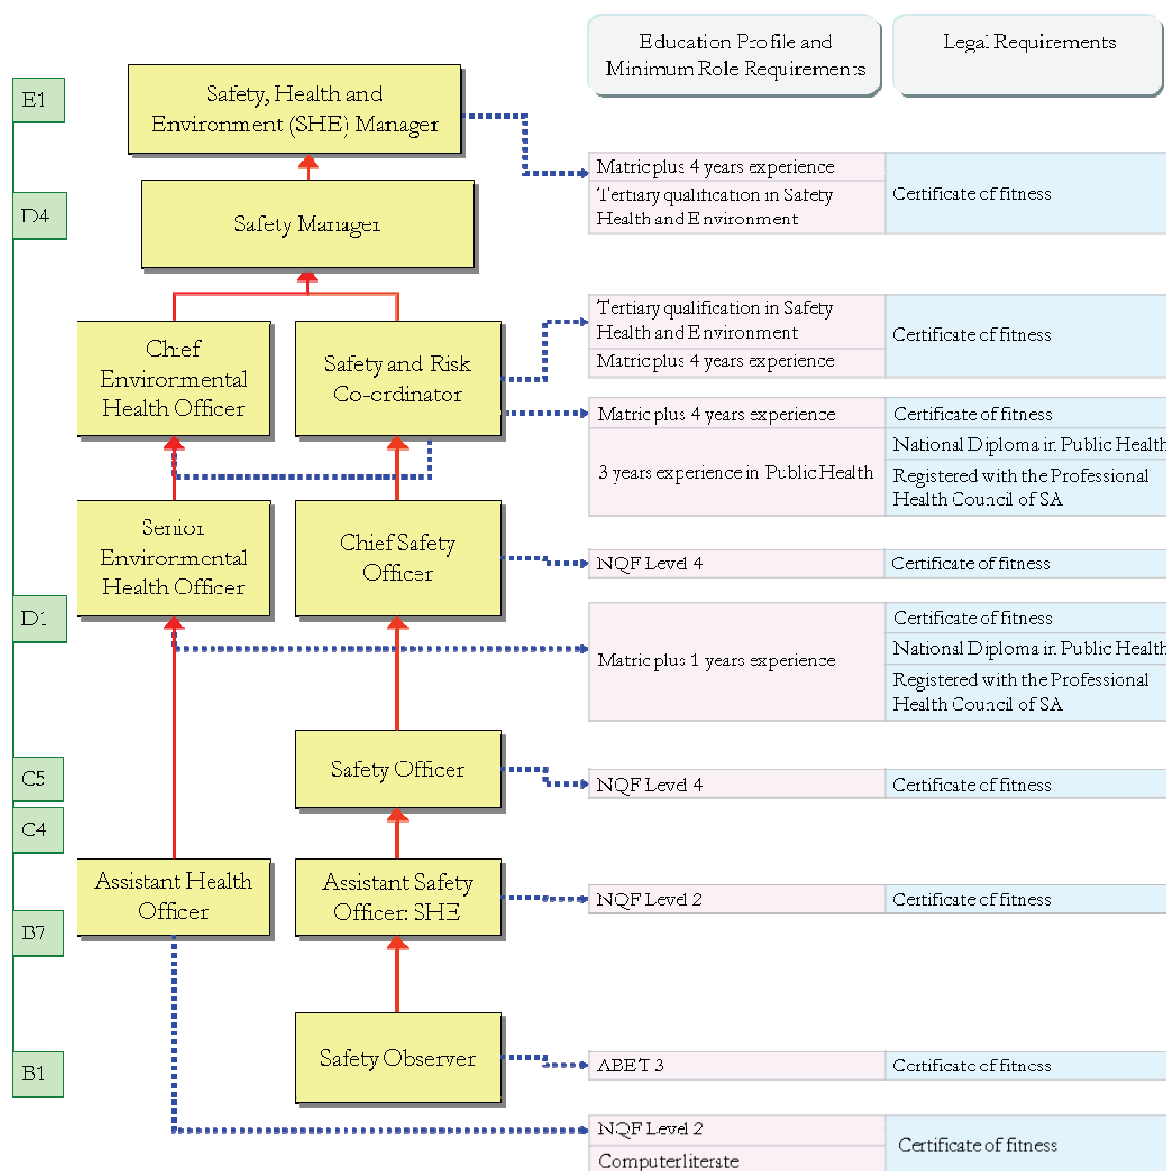 Education Profile and
Minimum Role Requirements
Legal Requirements
E1
Safety, Health and
Environment (SHE) Manager
Matric plus 4 years experience
Tertiary qualification in Safety
Health and Environment
Certificate of fitness
D4
Safety Manager
Chief
Environmental
Health Officer
Safety and Risk
Co-ordinator
Tertiary qualification in Safety
Health and Environment
Matric plus 4 years experience
Certificate of fitness
Matric plus 4 years experience
3 years experience in Public Health
Certificate of fitness
National Diploma in Public Health
Registered with the Professional
Health Council of SA
Senior
Environmental
Health Officer
Chief Safety
Officer
NQF Level 4
Certificate of fitness
D1
Matric plus 1 years experience
Certificate of fitness
National Diploma in Public Health
Registered with the Professional
Health Council of SA
C5
Safety Officer
NQF Level 4
Certificate of fitness
C4
Assistant Health
Officer
Assistant Safety
Officer: SHE
NQF Level 2
Certificate of fitness
B7
B1
Safety Observer
ABET 3
Certificate of fitness
NQF Level 2
Computer literate
Certificate of fitness